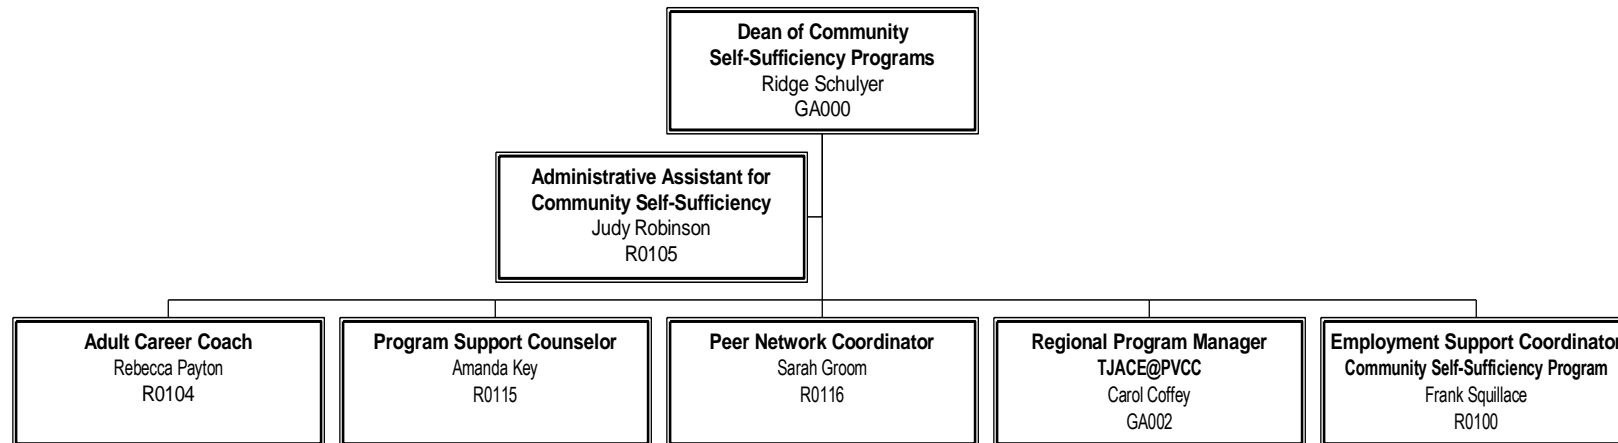 Dean of Community
Self-Sufficiency Programs
Ridge Schulyer
GA000
Administrative Assistant for
Community Self-Sufficiency
Judy Robinson
R0105
Adult Career Coach
Rebecca Payton
R0104
Program Support Counselor
Amanda Key
R0115
Peer Network Coordinator
Sarah Groom
R0116
Regional Program Manager
TJACE@PVCC
Carol Coffey
GA002
Employment Support Coordinator
Community Self-Sufficiency Program
Frank Squillace
R0100